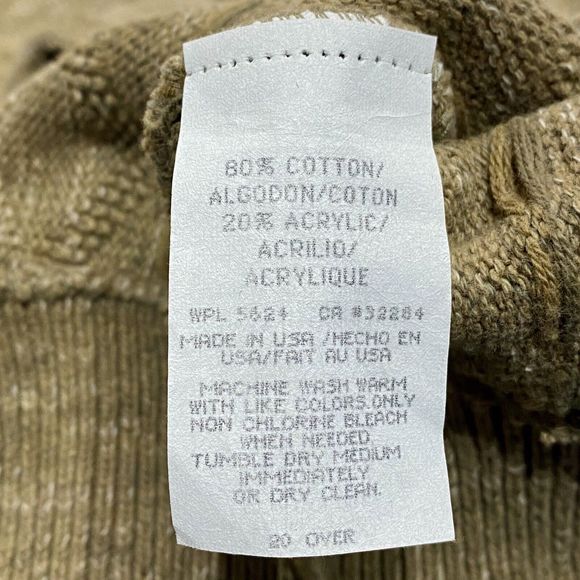 80% COTTON/
ALGODON/COTON
20% ACRYLIC/
ACRILIO/
ACRYLIQUE
WPL 5624 CA #32284
MADE IN USA /HECHO EN
USA/FAIT AU USA
MACHINE WASH WARM
WITH LIKE COLORS.ONLY
NON CHLORINE BLEACH
WHEN NEEDED
TUMBLE DRY MEDIUM
IMMEDIATELY
OR DRY CLEAN.
20 OVER